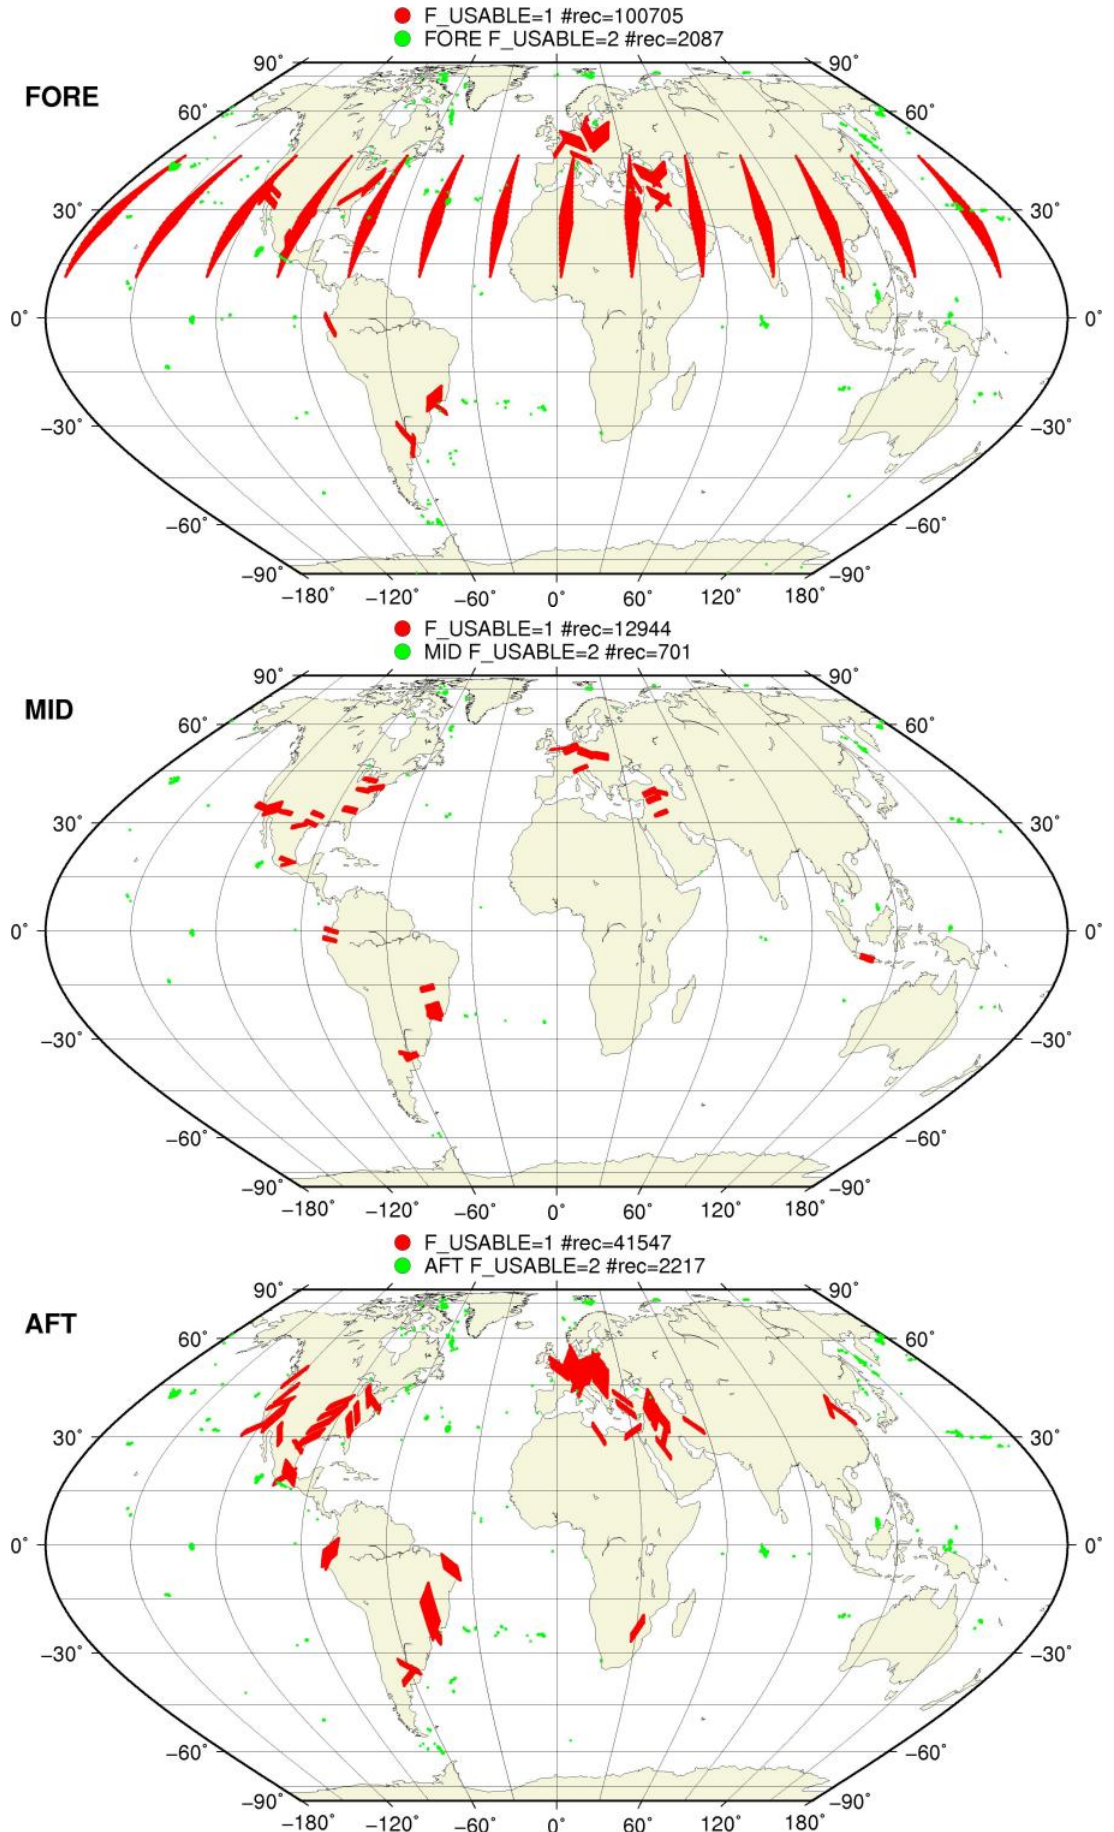 F_USABLE=1 #rec=100705
FORE F_USABLE=2 #rec=2087
FORE
90° 90°
60° 60°
30° 30°
0° 0°
−30° −30°
−60° −60°
−90° −90°
−180° −120° −60° 0° 60° 120° 180°
F_USABLE=1 #rec=12944
MID F_USABLE=2 #rec=701
MID
90° 90°
60° 60°
30° 30°
0° 0°
−30° −30°
−60° −60°
−90° −90°
−180° −120° −60° 0° 60° 120° 180°
F_USABLE=1 #rec=41547
AFT F_USABLE=2 #rec=2217
AFT
90° 90°
60° 60°
30° 30°
0° 0°
−30° −30°
−60° −60°
−90° −90°
−180° −120° −60° 0° 60° 120° 180°